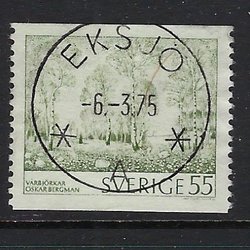 EKSJÖ
-6.-3.75
* *
A
VÅRBJÖRKAR
OSKAR BERGMAN
SVERIGE 55